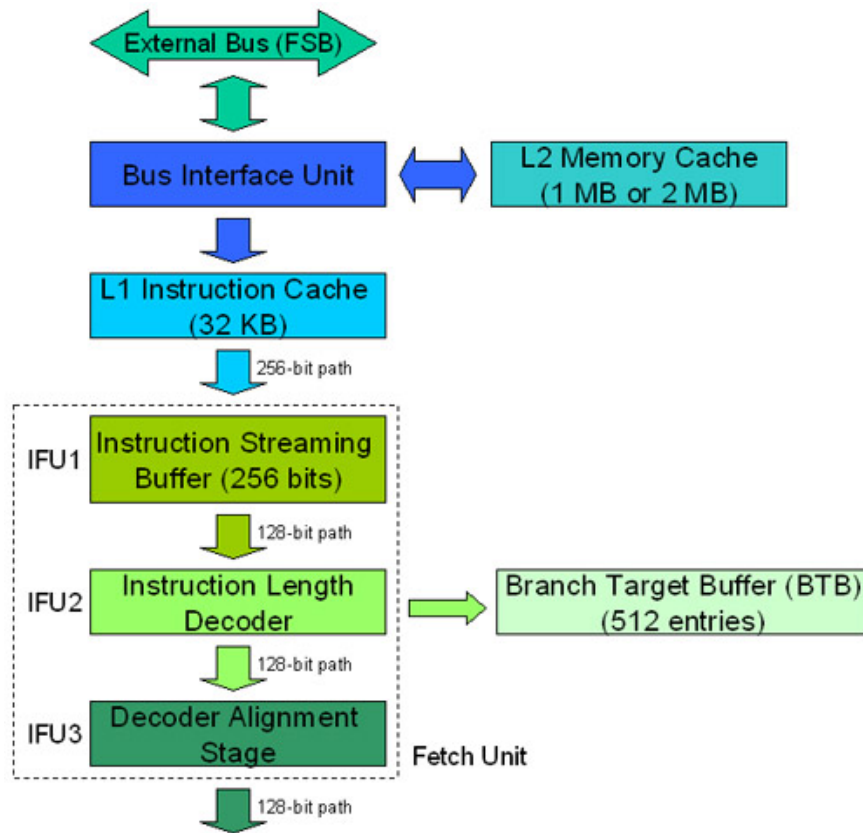 External Bus (FSB)
Bus Interface Unit
L2 Memory Cache
(1 MB or 2 MB)
L1 Instruction Cache
(32 KB)
256-bit path
IFU1
Instruction Streaming
Buffer (256 bits)
128-bit path
IFU2
Instruction Length
Decoder
Branch Target Buffer (BTB)
(512 entries)
128-bit path
IFU3
Decoder Alignment
Stage
Fetch Unit
128-bit path